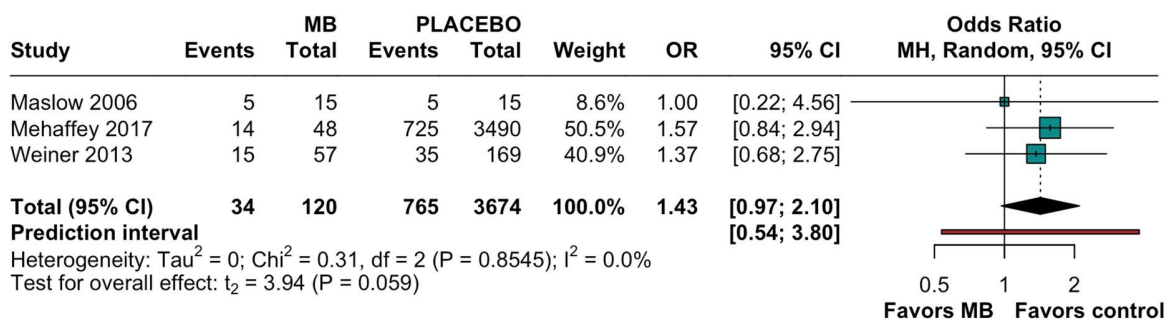 MB PLACEBO Odds Ratio
Study Events Total Events Total Weight OR 95% CI MH, Random, 95% CI
Maslow 2006 5 15 5 15 8.6% 1.00 [0.22; 4.56]
Mehaffey 2017 14 48 725 3490 50.5% 1.57 [0.84; 2.94]
Weiner 2013 15 57 35 169 40.9% 1.37 [0.68; 2.75]
Total (95% CI) 34 120 765 3674 100.0% 1.43 [0.97; 2.10]
Prediction interval [0.54; 3.80]
Heterogeneity: Tau² = 0; Chi² = 0.31, df = 2 (P = 0.8545); I² = 0.0%
Test for overall effect: t₂ = 3.94 (P = 0.059)
0.5 1 2
Favors MB Favors control